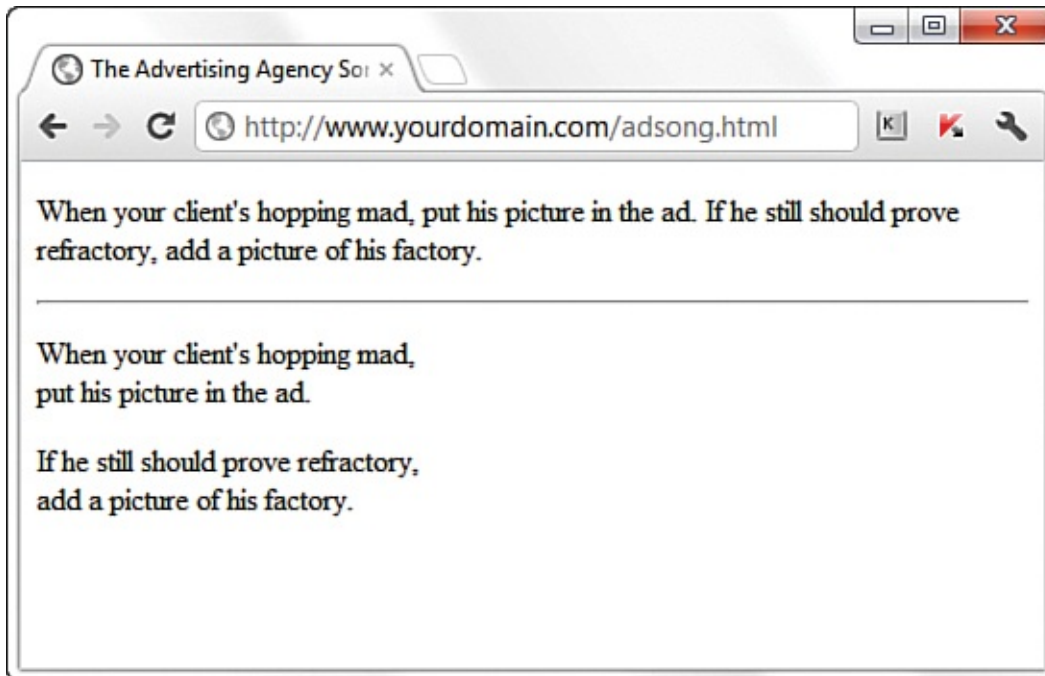 The Advertising Agency Sor
http://www.yourdomain.com/adsong.html
K
When your client's hopping mad, put his picture in the ad. If he still should prove
refractory, add a picture of his factory.
When your client's hopping mad,
put his picture in the ad.
If he still should prove refractory,
add a picture of his factory.